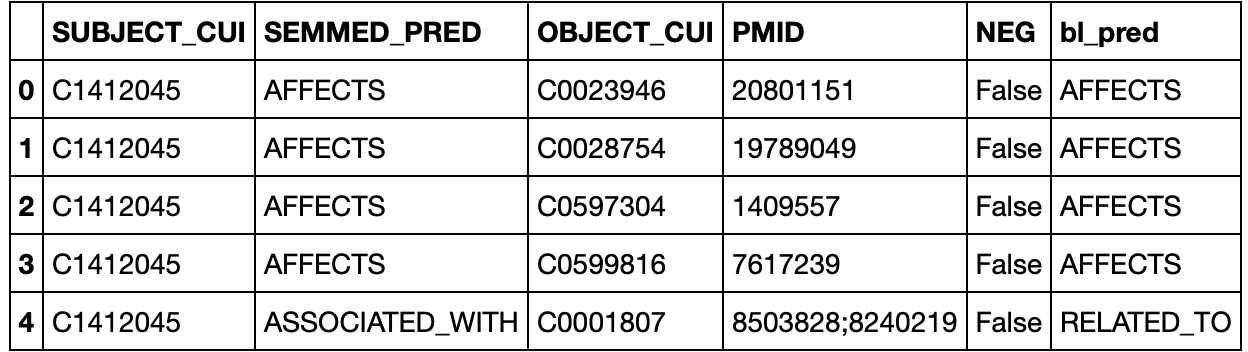 SUBJECT_CUI SEMMED_PRED OBJECT_CUI PMID NEG bl_pred
0 C1412045 AFFECTS C0023946 20801151 False AFFECTS
1 C1412045 AFFECTS C0028754 19789049 False AFFECTS
2 C1412045 AFFECTS C0597304 1409557 False AFFECTS
3 C1412045 AFFECTS C0599816 7617239 False AFFECTS
4 C1412045 ASSOCIATED_WITH C0001807 8503828;8240219 False RELATED_TO